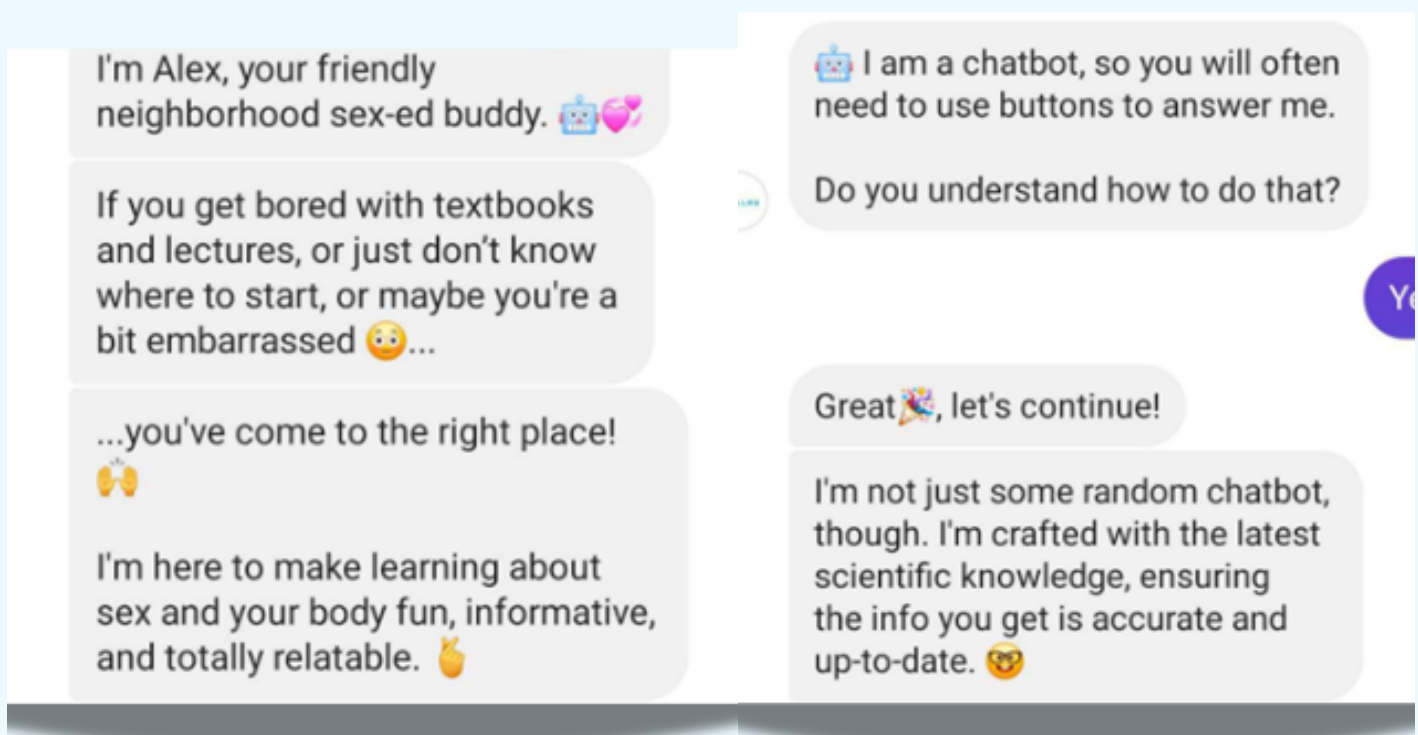 I'm Alex, your friendly
neighborhood sex-ed buddy. 🤖💞
If you get bored with textbooks
and lectures, or just don't know
where to start, or maybe you're a
bit embarrassed 😳...
...you've come to the right place!
🙌
I'm here to make learning about
sex and your body fun, informative,
and totally relatable. 🫰
🤖 I am a chatbot, so you will often
need to use buttons to answer me.
Do you understand how to do that?
Great🎉, let's continue!
I'm not just some random chatbot,
though. I'm crafted with the latest
scientific knowledge, ensuring
the info you get is accurate and
up-to-date. 🤓